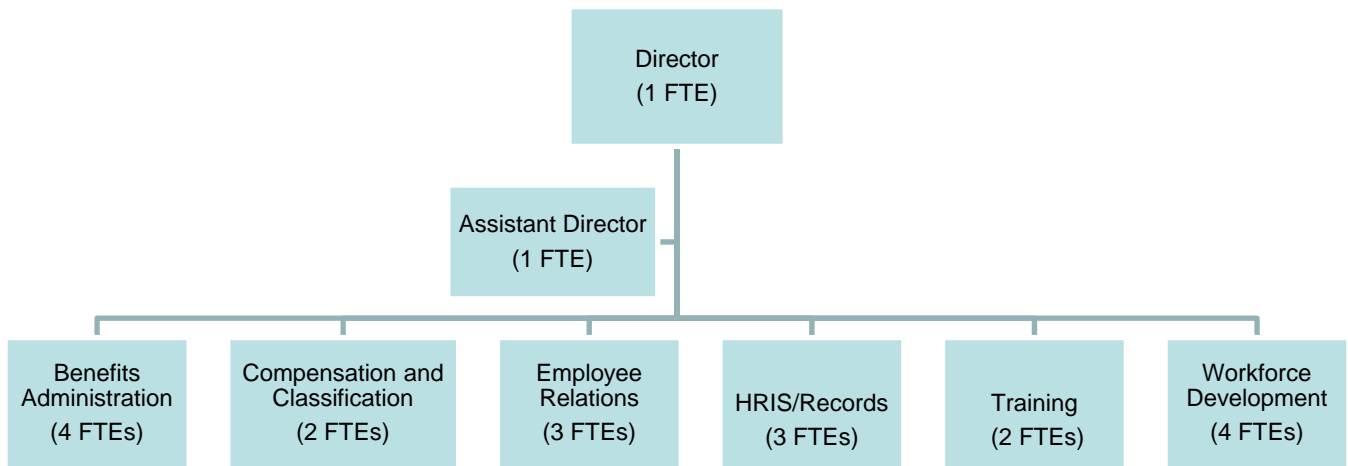 Director
(1 FTE)
Assistant Director
(1 FTE)
Benefits
Administration
(4 FTEs)
Compensation and
Classification
(2 FTEs)
Employee
Relations
(3 FTEs)
HRIS/Records
(3 FTEs)
Training
(2 FTEs)
Workforce
Development
(4 FTEs)